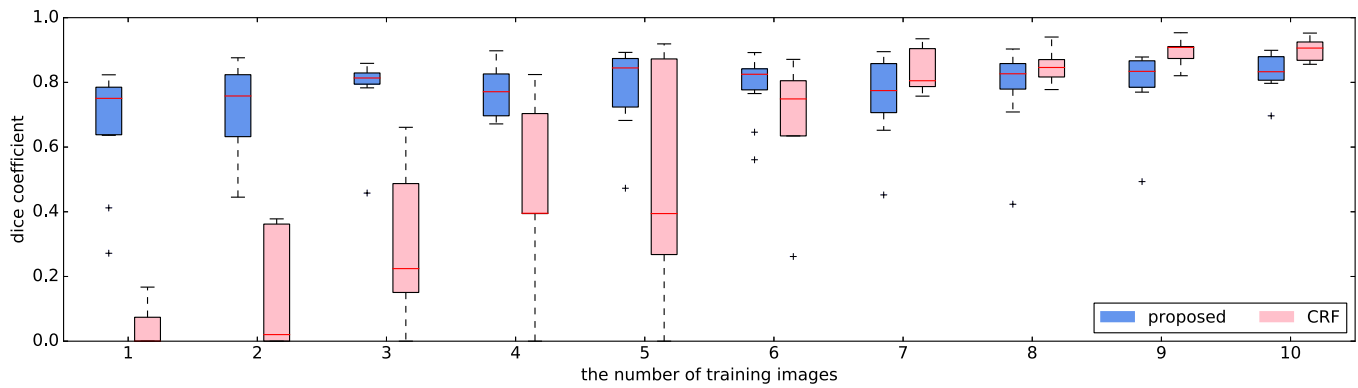 1.0
0.8
0.6
0.4
0.2
0.0
dice coefficient
proposed CRF
1 2 3 4 5 6 7 8 9 10
the number of training images